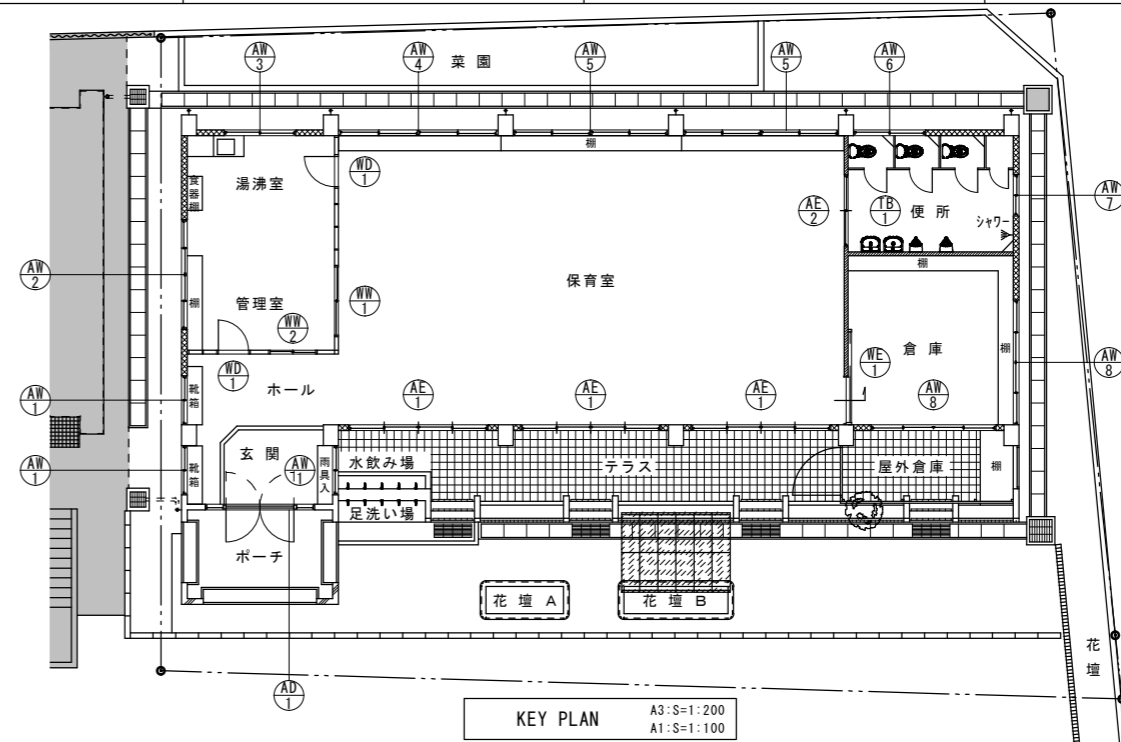 AW 3
AW 4
菜 園
AW 5
AW 5
AW 6
棚
湯沸室
WD 1
食器棚
AE 2
TB 1
便 所
AW 7
シャワー
AW 2
棚
管理室
WW 2
WW 1
保育室
棚
倉 庫
棚
WE 1
AW 8
AW 8
WD 1
ホール
AW 1
靴箱
AE 1
AE 1
AE 1
玄 関
AW 1
雨具入
水飲み場
テラス
屋外倉庫
棚
AW 1
靴箱
足洗い場
ポーチ
花 壇 A
花 壇 B
花壇
AD 1
KEY PLAN
A3:S=1:200
A1:S=1:100